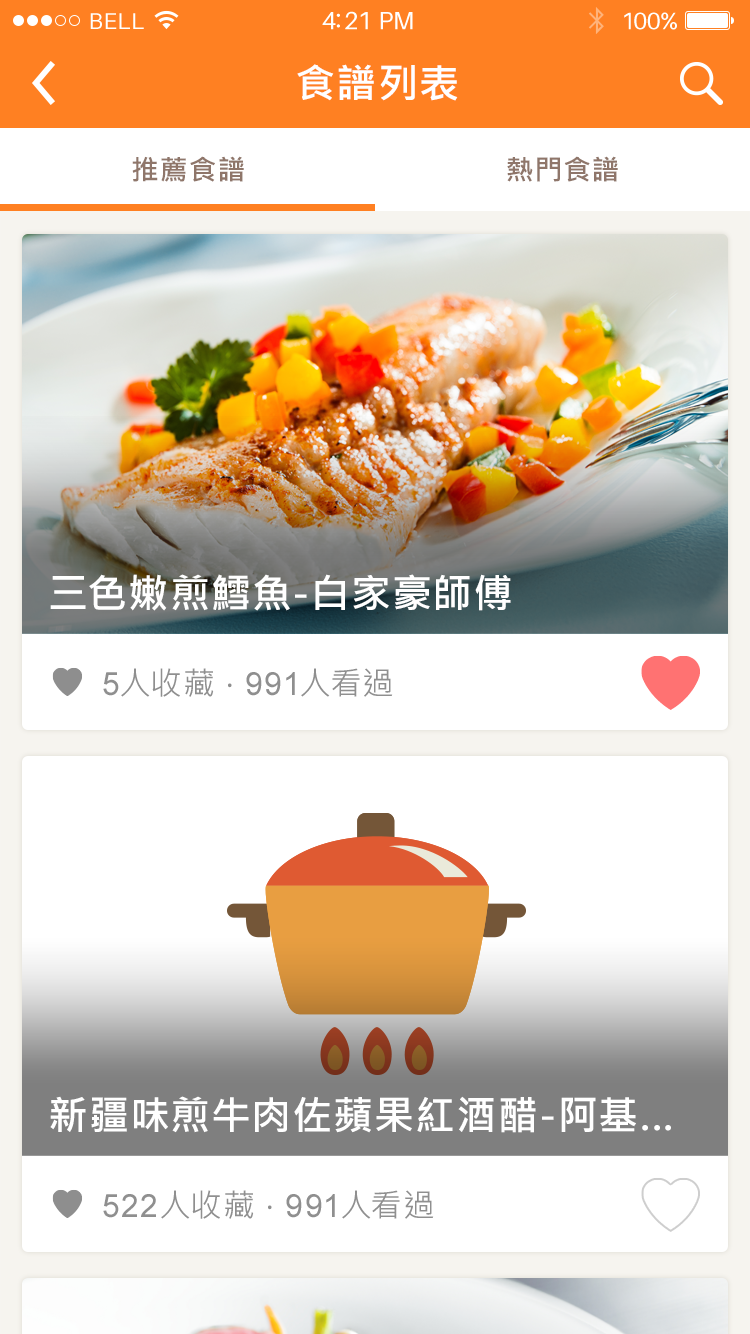 BELL 4:21 PM 100%
食譜列表
推薦食譜 熱門食譜
三色嫩煎鱈魚-白家豪師傅
5人收藏 · 991人看過
新疆味煎牛肉佐蘋果紅酒醋-阿基...
522人收藏 · 991人看過